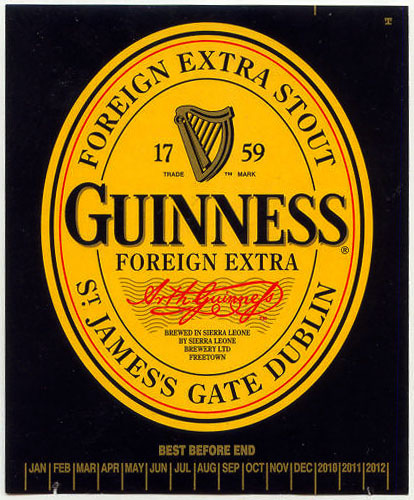 FOREIGN EXTRA STOUT
17 59
TRADE ™ MARK
GUINNESS®
FOREIGN EXTRA
Arth Guinness
™
BREWED IN SIERRA LEONE
BY SIERRA LEONE
BREWERY LTD
FREETOWN
ST. JAMES'S GATE DUBLIN
BEST BEFORE END
JAN FEB MAR APR MAY JUN JUL AUG SEP OCT NOV DEC 2010 2011 2012